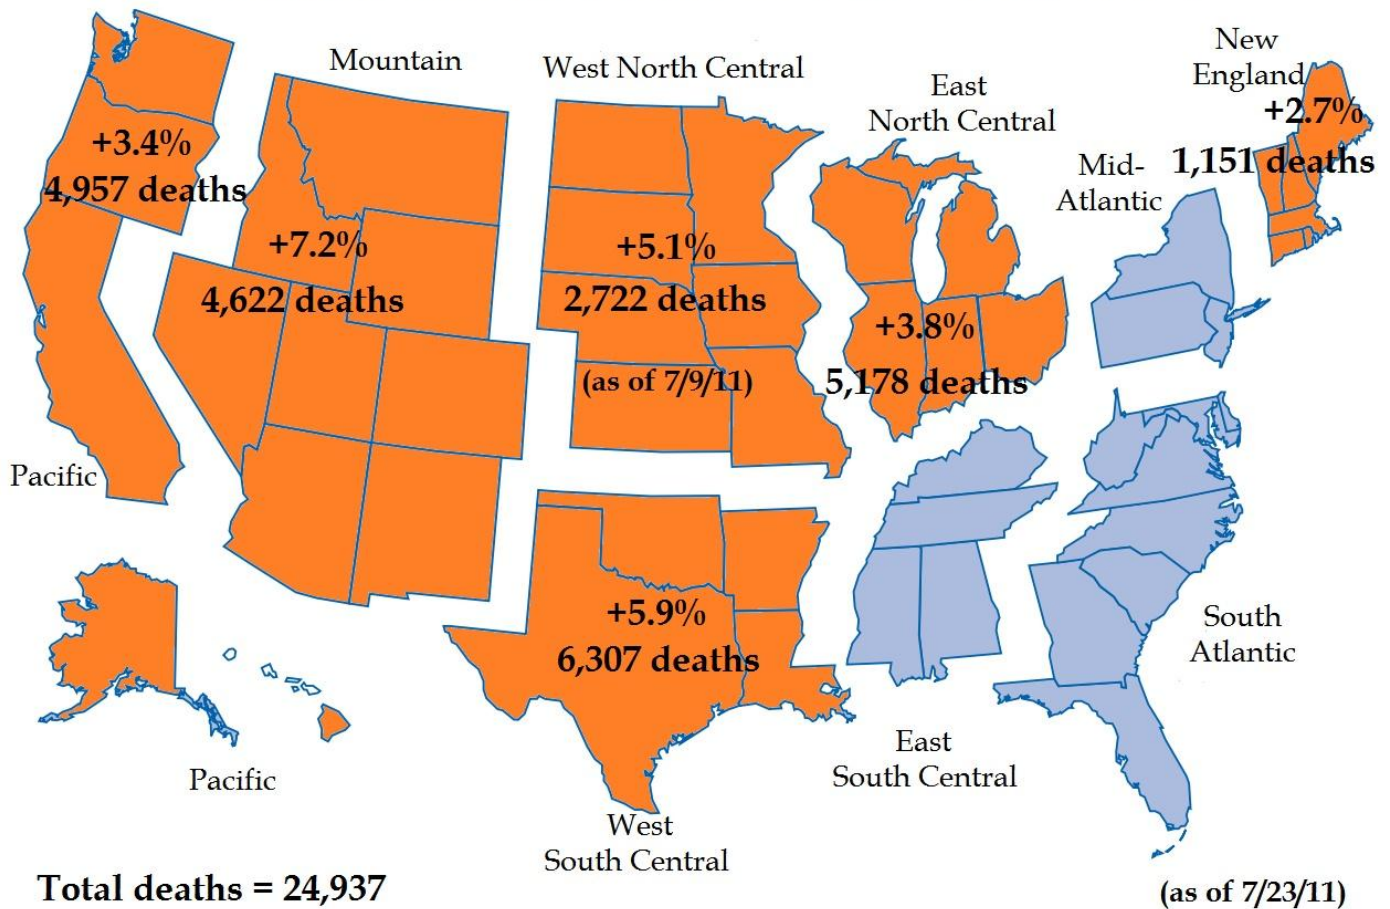 Mountain
West North Central
East
North Central
New
England
+2.7%
1,151 deaths
Mid-
Atlantic
+3.4%
4,957 deaths
+7.2%
4,622 deaths
+5.1%
2,722 deaths
(as of 7/9/11)
+3.8%
5,178 deaths
Pacific
+5.9%
6,307 deaths
South
Atlantic
East
South Central
Pacific
West
South Central
Total deaths = 24,937
(as of 7/23/11)